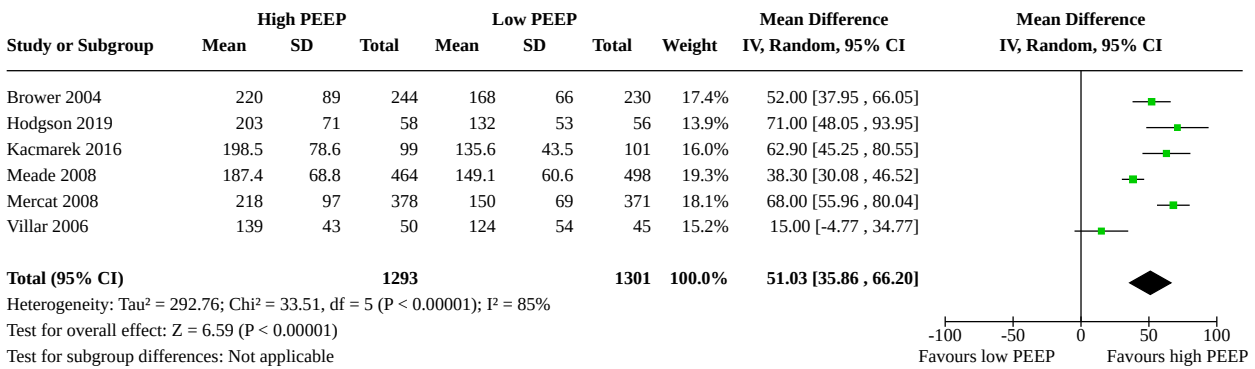 High PEEP Low PEEP Mean Difference Mean Difference
Study or Subgroup Mean SD Total Mean SD Total Weight IV, Random, 95% CI IV, Random, 95% CI
Brower 2004 220 89 244 168 66 230 17.4% 52.00 [37.95 , 66.05]
Hodgson 2019 203 71 58 132 53 56 13.9% 71.00 [48.05 , 93.95]
Kacmarek 2016 198.5 78.6 99 135.6 43.5 101 16.0% 62.90 [45.25 , 80.55]
Meade 2008 187.4 68.8 464 149.1 60.6 498 19.3% 38.30 [30.08 , 46.52]
Mercat 2008 218 97 378 150 69 371 18.1% 68.00 [55.96 , 80.04]
Villar 2006 139 43 50 124 54 45 15.2% 15.00 [-4.77 , 34.77]
Total (95% CI) 1293 1301 100.0% 51.03 [35.86 , 66.20]
Heterogeneity: Tau² = 292.76; Chi² = 33.51, df = 5 (P < 0.00001); I² = 85%
Test for overall effect: Z = 6.59 (P < 0.00001)
Test for subgroup differences: Not applicable
-100 -50 0 50 100
Favours low PEEP Favours high PEEP